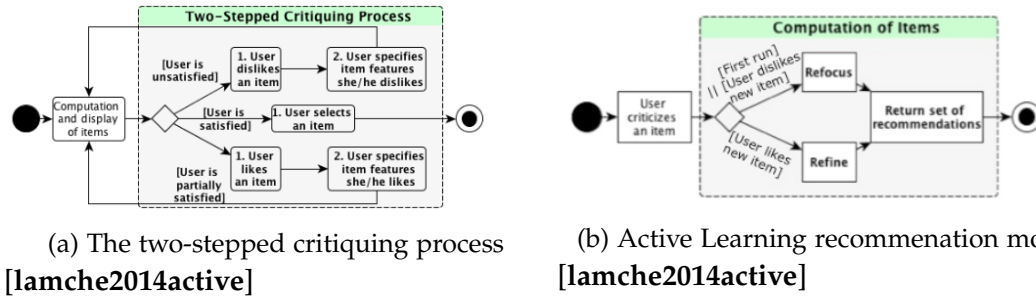 Two-Stepped Critiquing Process
[User is
unsatisfied]
1. User
dislikes
an item
2. User specifies
item features
she/he dislikes
Computation
and display
of items
[User is
satisfied]
1. User selects
an item
[User is
partially
satisfied]
1. User
likes
an item
2. User specifies
item features
she/he likes
(a) The two-stepped critiquing process
[lamche2014active]
Computation of Items
User
criticizes
an item
[First run]
|| [User dislikes
new item]
Refocus
[User likes
new item]
Refine
Return set of
recommendations
(b) Active Learning recommenation mo
[lamche2014active]